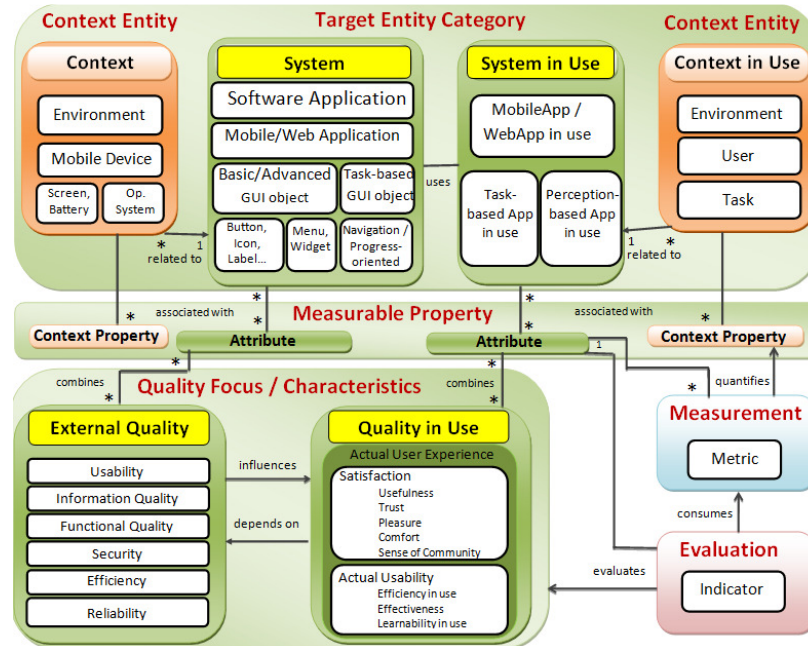 Context Entity
Target Entity Category
Context Entity
Context
Environment
Mobile Device
Screen,
Battery
Op.
System
System
Software Application
Mobile/Web Application
Basic/Advanced
GUI object
Task-based
GUI object
Button,
Icon,
Label...
Menu,
Widget
Navigation /
Progress-
oriented
uses
System in Use
MobileApp /
WebApp in use
Task-
based App
in use
Perception-
based App
in use
Context in Use
Environment
User
Task
* 1
related to
1 *
related to
*
*
associated with
Measurable Property
associated with
*
*
*
*
Context Property
Attribute
Attribute
1
Context Property
*
combines
*
Quality Focus / Characteristics
*
combines
*
*
quantifies
External Quality
Usability
Information Quality
Functional Quality
Security
Efficiency
Reliability
influences
depends on
Quality in Use
Actual User Experience
Satisfaction
Usefulness
Trust
Pleasure
Comfort
Sense of Community
Actual Usability
Efficiency in use
Effectiveness
Learnability in use
Measurement
Metric
consumes
Evaluation
Indicator
evaluates